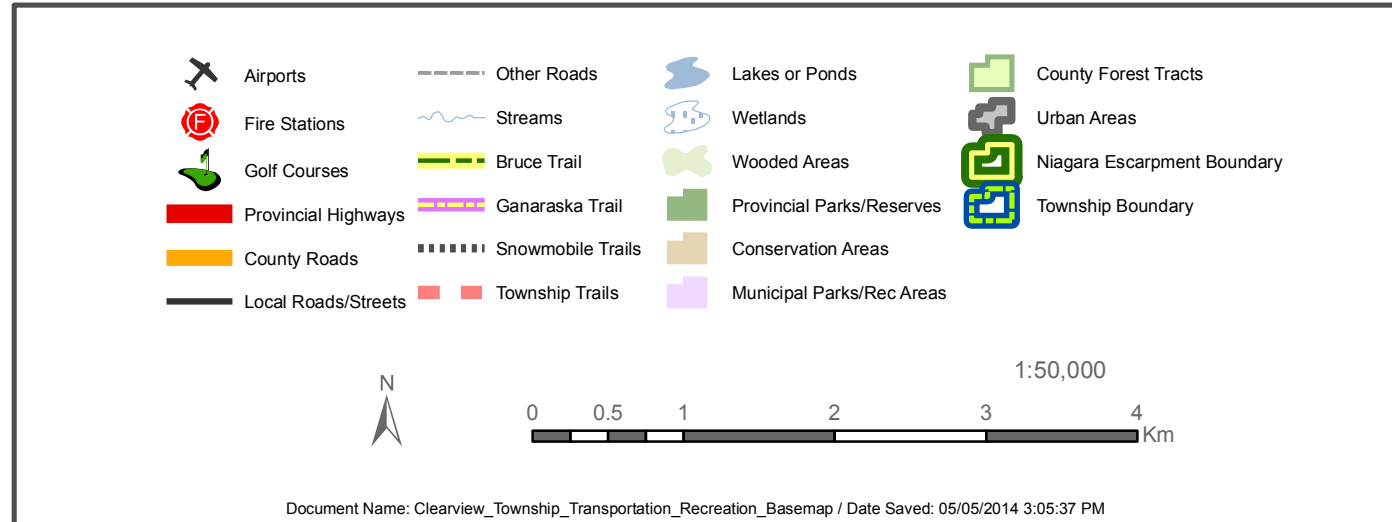 Airports
Fire Stations
F
Golf Courses
Provincial Highways
County Roads
Local Roads/Streets
Other Roads
Streams
Bruce Trail
Ganaraska Trail
Snowmobile Trails
Township Trails
Lakes or Ponds
Wetlands
Wooded Areas
Provincial Parks/Reserves
Conservation Areas
Municipal Parks/Rec Areas
County Forest Tracts
Urban Areas
Niagara Escarpment Boundary
Township Boundary
N
1:50,000
0 0.5 1 2 3 4
Km
Document Name: Clearview_Township_Transportation_Recreation_Basemap / Date Saved: 05/05/2014 3:05:37 PM